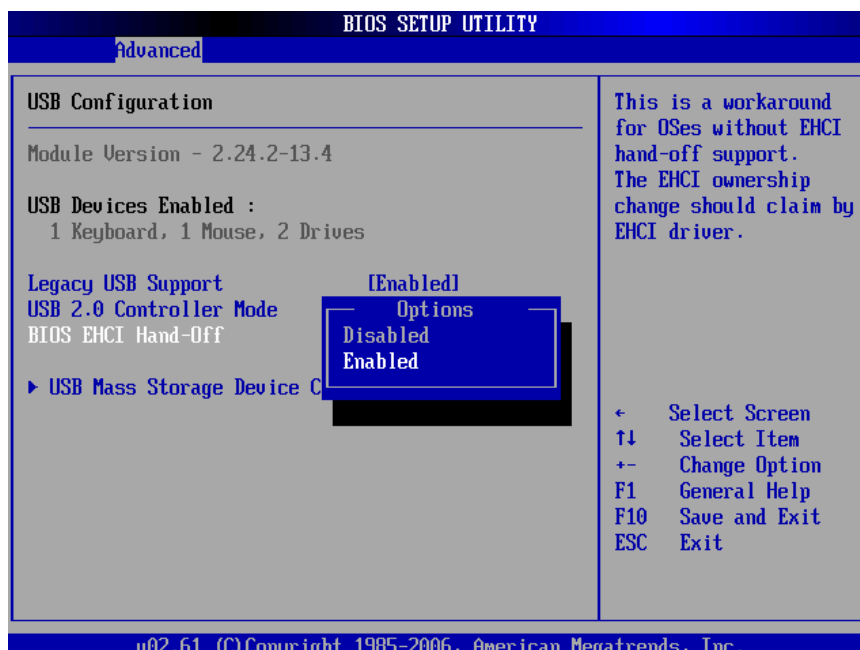 BIOS SETUP UTILITY
Advanced
USB Configuration
Module Version - 2.24.2-13.4
USB Devices Enabled :
1 Keyboard, 1 Mouse, 2 Drives
Legacy USB Support [Enabled]
USB 2.0 Controller Mode
BIOS EHCI Hand-Off
USB Mass Storage Device C
Options
Disabled
Enabled
This is a workaround
for OSes without EHCI
hand-off support.
The EHCI ownership
change should claim by
EHCI driver.
← Select Screen
↑↓ Select Item
+- Change Option
F1 General Help
F10 Save and Exit
ESC Exit
v02.61 (C)Copyright 1985-2006, American Megatrends, Inc.